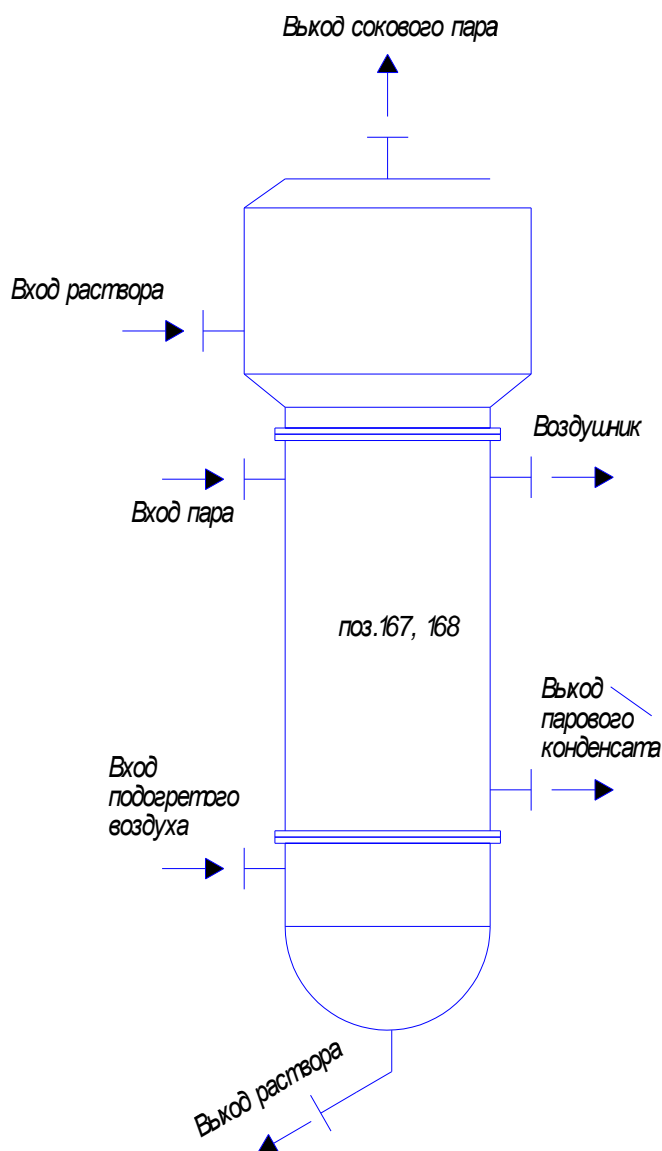 Выход сокового пара
Вход раствора
Воздушник
Вход пара
поз.167, 168
Выход
парового
конденсата
Вход
подогретого
воздуха
Выход раствора